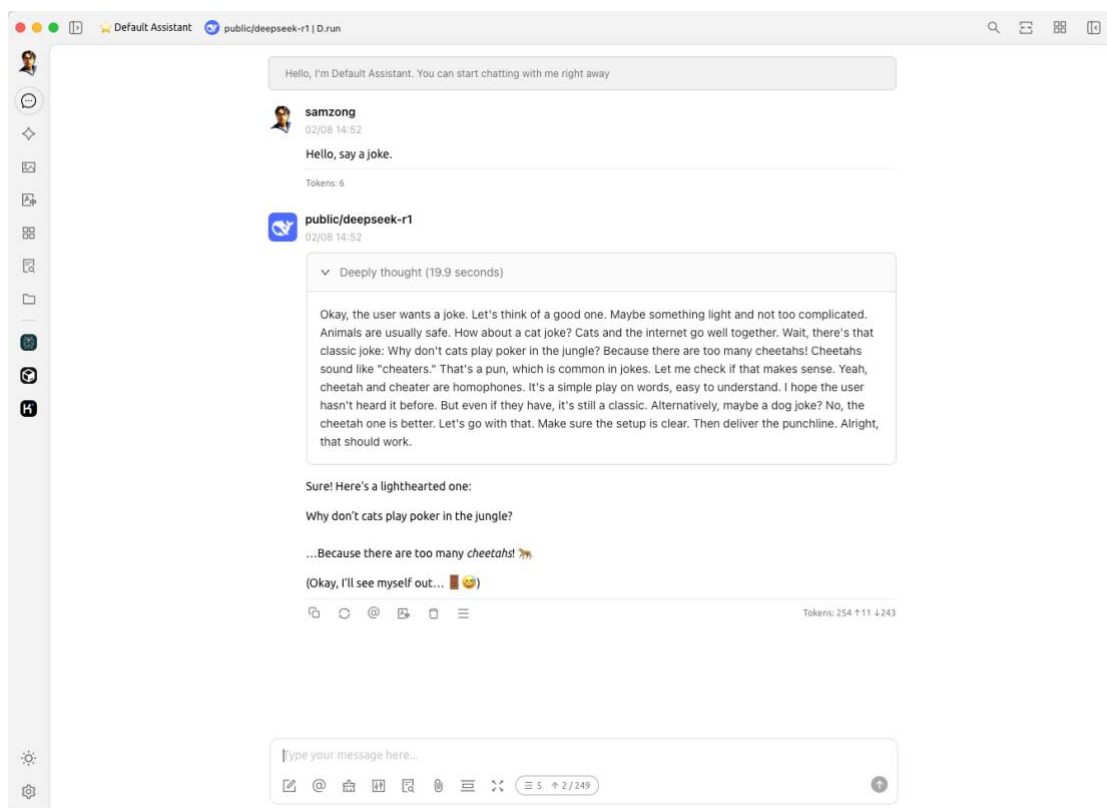 Default Assistant public/deepseek-r1 | D.run
Hello, I'm Default Assistant. You can start chatting with me right away
samzong
02/08 14:52
Hello, say a joke.
Tokens: 6
public/deepseek-r1
02/08 14:52
Deeply thought (19.9 seconds)
Okay, the user wants a joke. Let's think of a good one. Maybe something light and not too complicated.
Animals are usually safe. How about a cat joke? Cats and the internet go well together. Wait, there's that
classic joke: Why don't cats play poker in the jungle? Because there are too many cheetahs! Cheetahs
sound like "cheaters." That's a pun, which is common in jokes. Let me check if that makes sense. Yeah,
cheetah and cheater are homophones. It's a simple play on words, easy to understand. I hope the user
hasn't heard it before. But even if they have, it's still a classic. Alternatively, maybe a dog joke? No, the
cheetah one is better. Let's go with that. Make sure the setup is clear. Then deliver the punchline. Alright,
that should work.
Sure! Here's a lighthearted one:
Why don't cats play poker in the jungle?
...Because there are too many cheetahs! 🐆
(Okay, I'll see myself out... 🚪😅)
Tokens: 254 ↑11 ↓243
Type your message here...
5 ↑ 2/249